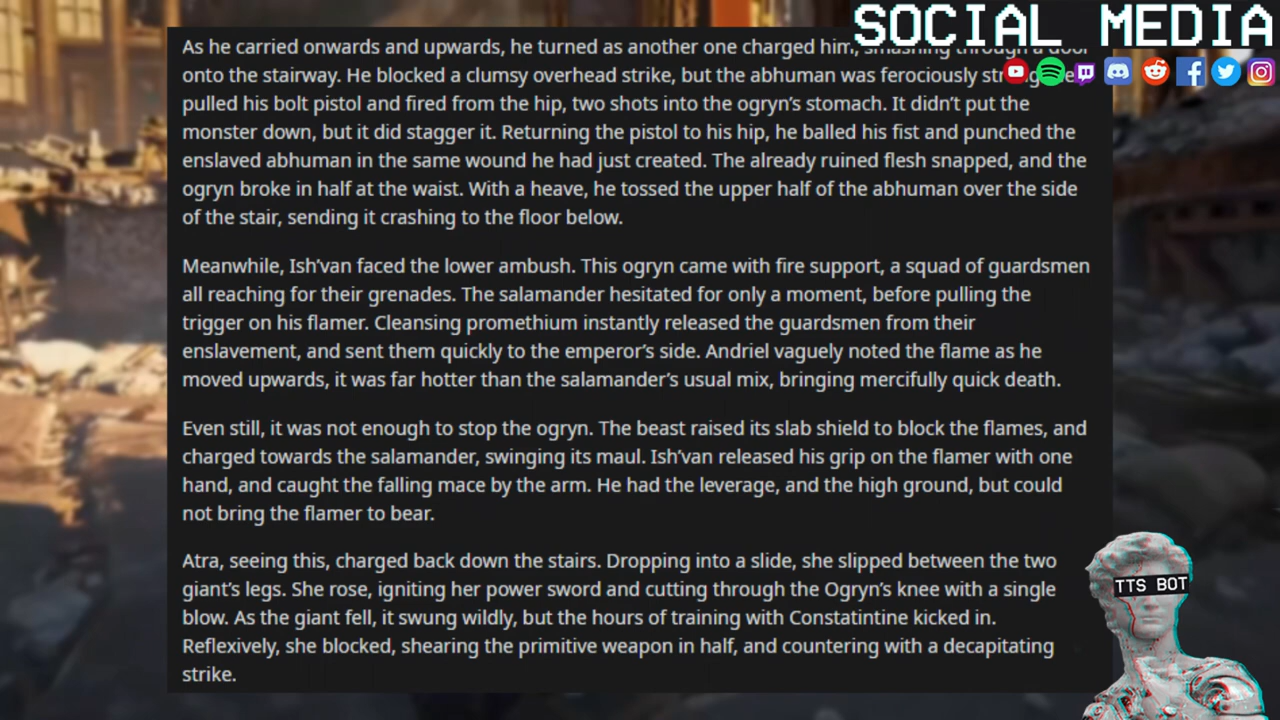 SOCIAL MEDIA
As he carried onwards and upwards, he turned as another one charged him, smashing through a door
onto the stairway. He blocked a clumsy overhead strike, but the abhuman was ferociously
pulled his bolt pistol and fired from the hip, two shots into the ogryn’s stomach. It didn’t put the
monster down, but it did stagger it. Returning the pistol to his hip, he balled his fist and punched the
enslaved abhuman in the same wound he had just created. The already ruined flesh snapped, and the
ogryn broke in half at the waist. With a heave, he tossed the upper half of the abhuman over the side
of the stair, sending it crashing to the floor below.
Meanwhile, Ish’van faced the lower ambush. This ogryn came with fire support, a squad of guardsmen
all reaching for their grenades. The salamander hesitated for only a moment, before pulling the
trigger on his flamer. Cleansing promethium instantly released the guardsmen from their
enslavement, and sent them quickly to the emperor’s side. Andriel vaguely noted the flame as he
moved upwards, it was far hotter than the salamander’s usual mix, bringing mercifully quick death.
Even still, it was not enough to stop the ogryn. The beast raised its slab shield to block the flames, and
charged towards the salamander, swinging its maul. Ish’van released his grip on the flamer with one
hand, and caught the falling mace by the arm. He had the leverage, and the high ground, but could
not bring the flamer to bear.
Atra, seeing this, charged back down the stairs. Dropping into a slide, she slipped between the two
giant’s legs. She rose, igniting her power sword and cutting through the Ogryn’s knee with a single
blow. As the giant fell, it swung wildly, but the hours of training with Constatintine kicked in.
Reflexively, she blocked, shearing the primitive weapon in half, and countering with a decapitating
strike.
TTS BOT